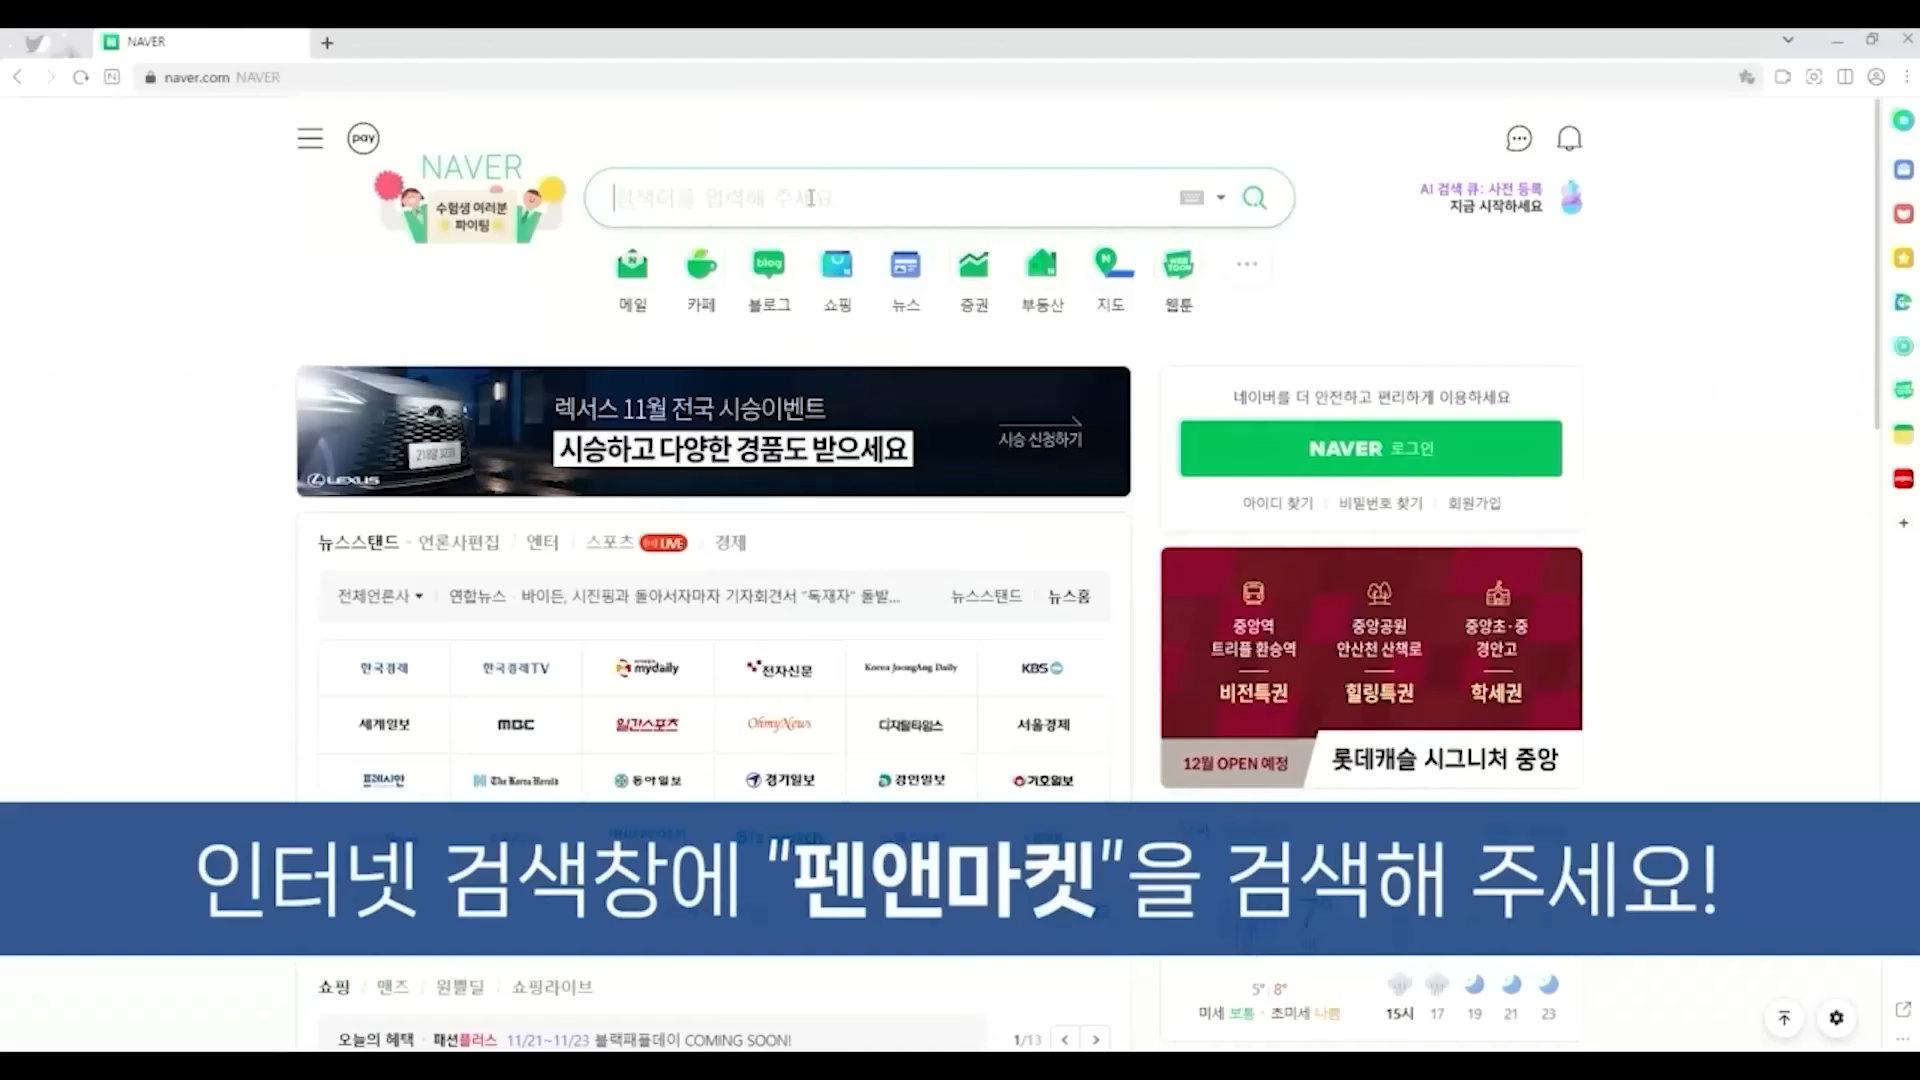 NAVER
naver.com NAVER
pay
NAVER
수험생 여러분
파이팅
검색어를 입력해 주세요
AI 검색 큐: 사전 등록
지금 시작하세요
메일 카페 블로그 쇼핑 뉴스 증권 부동산 지도 웹툰
렉서스 11월 전국 시승이벤트
시승하고 다양한 경품도 받으세요
시승 신청하기
LEXUS
네이버를 더 안전하고 편리하게 이용하세요
NAVER 로그인
아이디 찾기 비밀번호 찾기 회원가입
뉴스스탠드 · 언론사편집 / 엔터 / 스포츠 LIVE / 경제
전체언론사 연합뉴스 · 바이든, 시진핑과 돌아서자마자 기자회견서 "독재자" 돌발... 뉴스스탠드 뉴스홈
한국경제 한국경제TV mydaily 전자신문 Korea JoongAng Daily KBS
세계일보 MBC 일간스포츠 OhmyNews 디지털타임스 서울경제
프레시안 The Korea Herald 동아일보 경기일보 경인일보 기호일보
중앙역 중앙공원 중앙초·중
트리플 환승역 안산천 산책로 경안고
비전특권 힐링특권 학세권
12월 OPEN 예정 롯데캐슬 시그니처 중앙
인터넷 검색창에 "펜앤마켓"을 검색해 주세요!
쇼핑 / 맨즈 / 원쁠딜 / 쇼핑라이브
오늘의 혜택 · 패션플러스 11/21~11/23 블랙패플데이 COMING SOON!
1/13
5° 8°
미세 보통 · 초미세 나쁨
15시 17 19 21 23